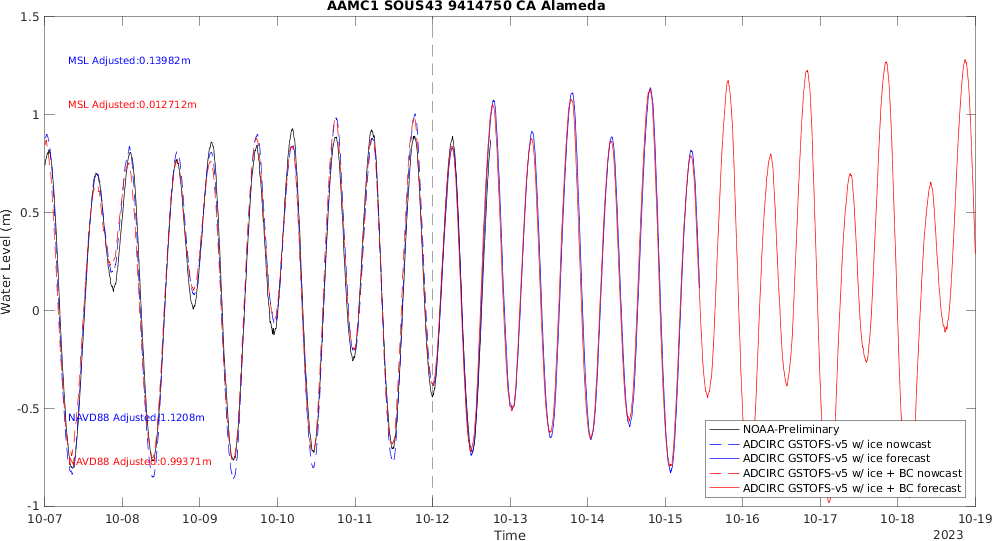 AAMC1 SOUS43 9414750 CA Alameda
1.5
1
0.5
0
-0.5
-1
Water Level (m)
MSL Adjusted:0.13982m
MSL Adjusted:0.012712m
NAVD88 Adjusted:1.1208m
NAVD88 Adjusted:0.99371m
NOAA-Preliminary
ADCIRC GSTOFS-v5 w/ ice nowcast
ADCIRC GSTOFS-v5 w/ ice forecast
ADCIRC GSTOFS-v5 w/ ice + BC nowcast
ADCIRC GSTOFS-v5 w/ ice + BC forecast
10-07 10-08 10-09 10-10 10-11 10-12 10-13 10-14 10-15 10-16 10-17 10-18 10-19
Time
2023